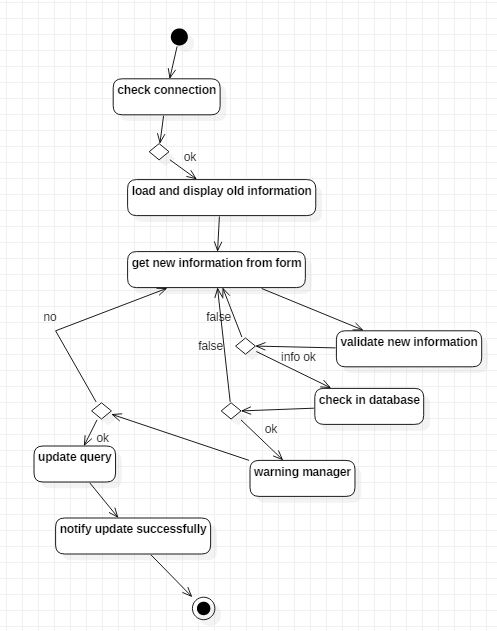 check connection
ok
load and display old information
get new information from form
no
false
validate new information
false
info ok
check in database
ok
ok
update query
warning manager
notify update successfully